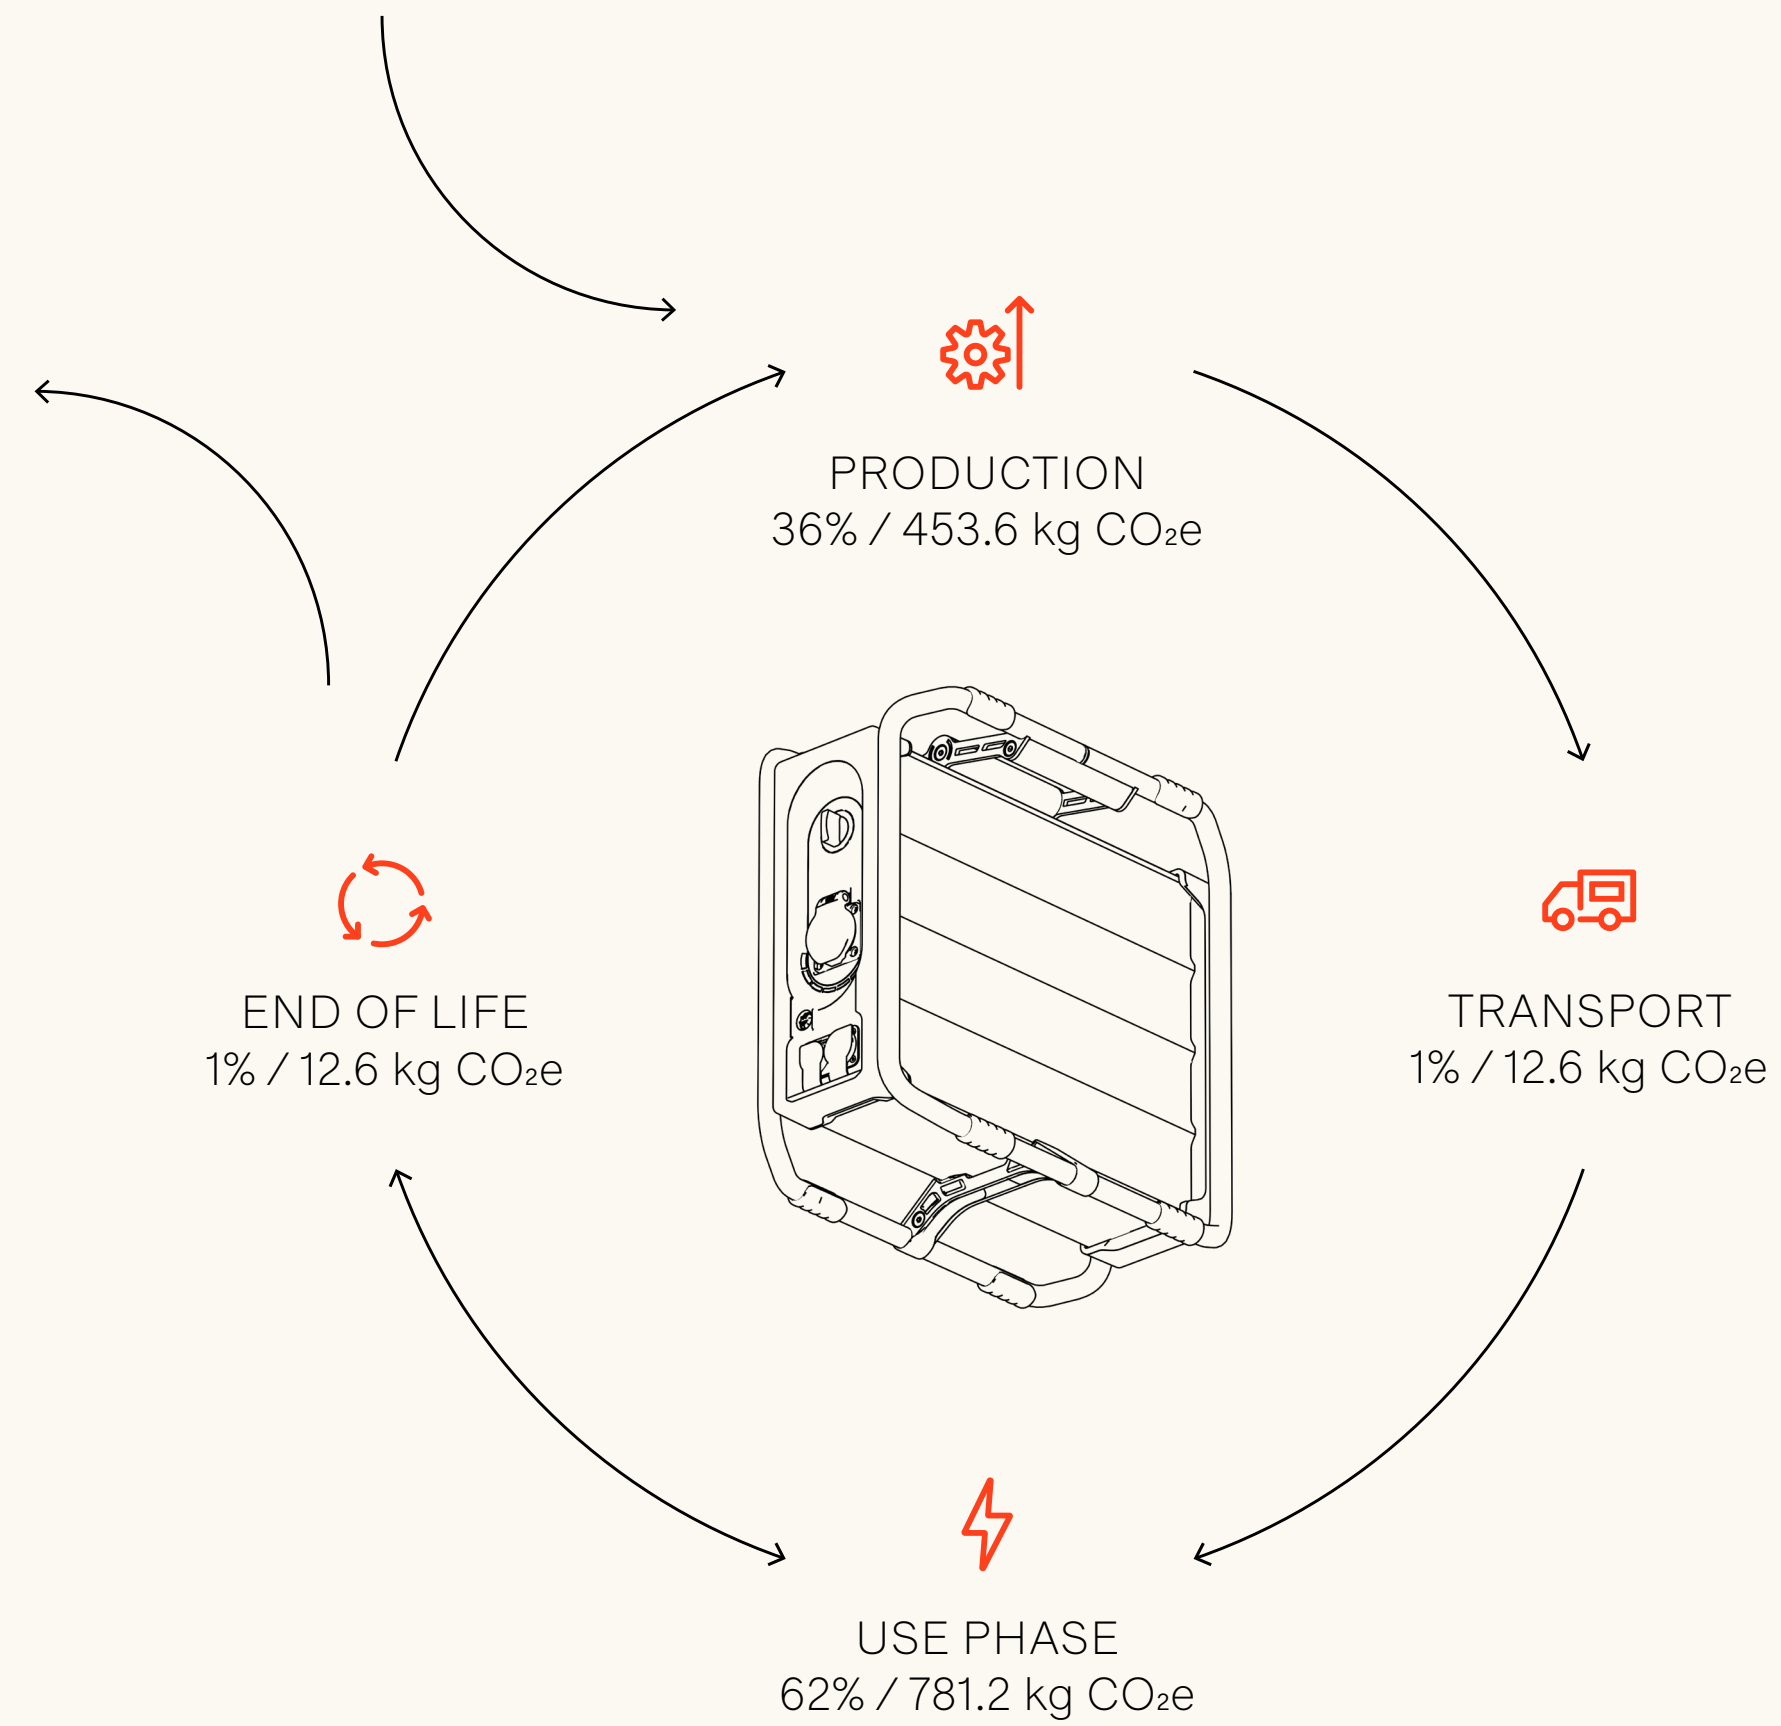 PRODUCTION
36% / 453.6 kg CO₂e
END OF LIFE
1% / 12.6 kg CO₂e
TRANSPORT
1% / 12.6 kg CO₂e
USE PHASE
62% / 781.2 kg CO₂e